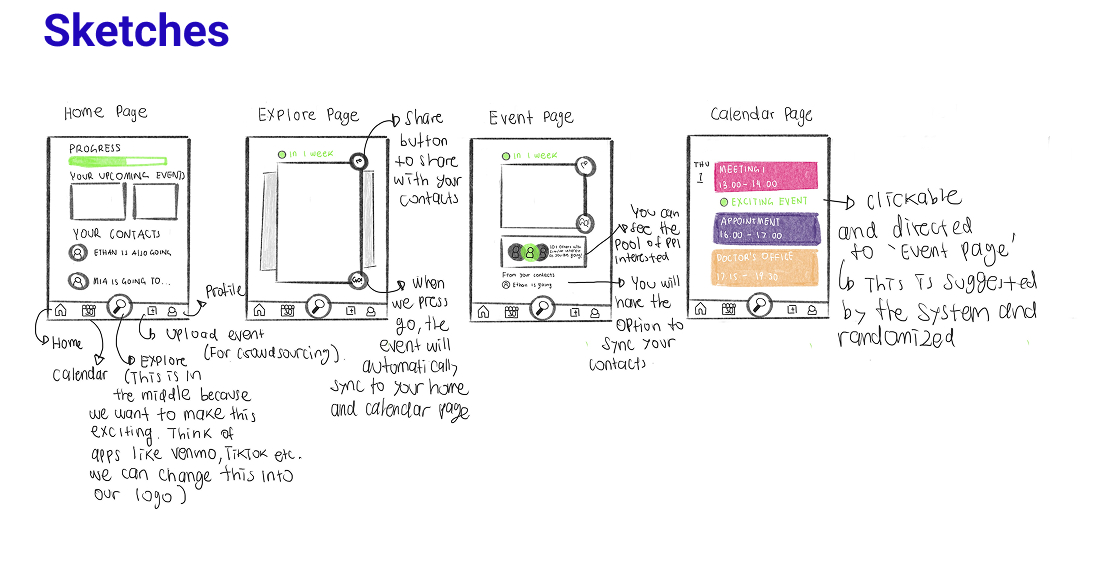 Sketches
Home Page
PROGRESS
YOUR UPCOMING EVENTS
YOUR CONTACTS
ETHAN IS ALSO GOING
MIA IS GOING TO...
Home
Calendar
Explore
(This is in
the middle because
we want to make this
exciting. Think of
apps like venmo, TikTok etc.
we can change this into
our logo)
upload event
(For crowdsourcing).
Profile
Explore Page
in 1 week
GO!
Share
button
to share
with your
contacts
when
we press
go, the
event will
automatically
sync to your home
and calendar page
Event Page
in 1 week
GO!
From your contacts
Ethan is going
You can
see the
Pool of ppl
interested
You will
have the
option to
sync your
contacts
Calendar Page
THU
1
MEETING 1
13.00 - 14.00
EXCITING EVENT
APPOINTMENT
16.00 - 17.00
DOCTOR'S OFFICE
17.15 - 19.30
clickable
and directed
to 'Event page'
This is suggested
by the system and
randomized